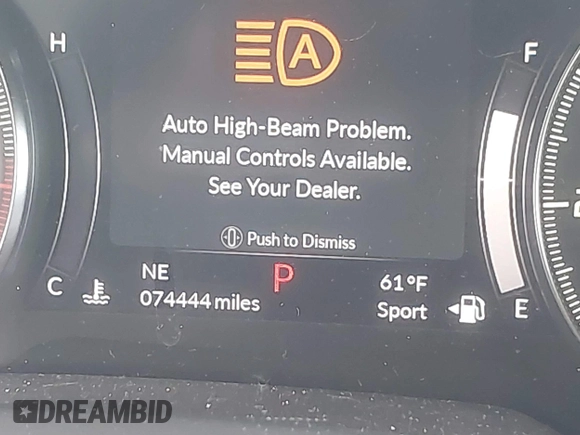 H
A
F
Auto High-Beam Problem.
Manual Controls Available.
See Your Dealer.
Push to Dismiss
C
NE
P
61°F
E
074444 miles
Sport
DREAMBID